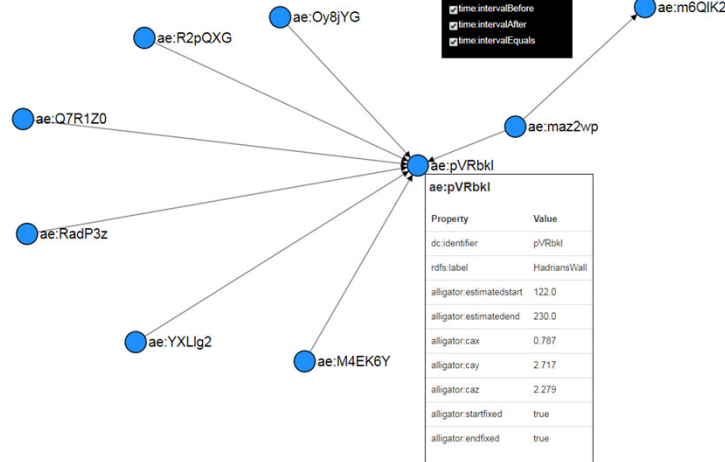 ae:Oy8jYG
time:intervalBefore
time:intervalAfter
time:intervalEquals
ae:m6QIK2
ae:R2pQXG
ae:Q7R1Z0
ae:maz2wp
ae:pVRbkl
ae:pVRbkl
Property Value
dc:identifier pVRbkl
rdfs:label HadriansWall
alligator:estimatedstart 122.0
alligator:estimatedend 230.0
alligator:cax 0.787
alligator:cay 2.717
alligator:caz 2.279
alligator:startfixed true
alligator:endfixed true
ae:RadP3z
ae:YXLIg2
ae:M4EK6Y